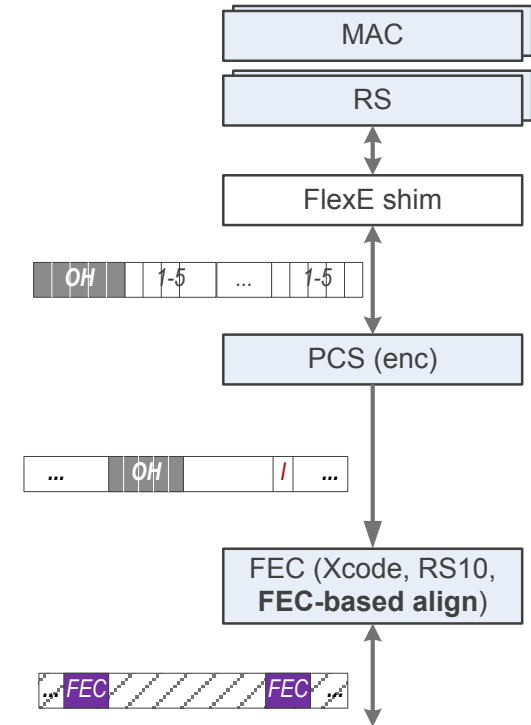 MAC
RS
FlexE shim
OH 1-5 ... 1-5
PCS (enc)
... OH I ...
FEC (Xcode, RS10,
FEC-based align)
... FEC FEC ...